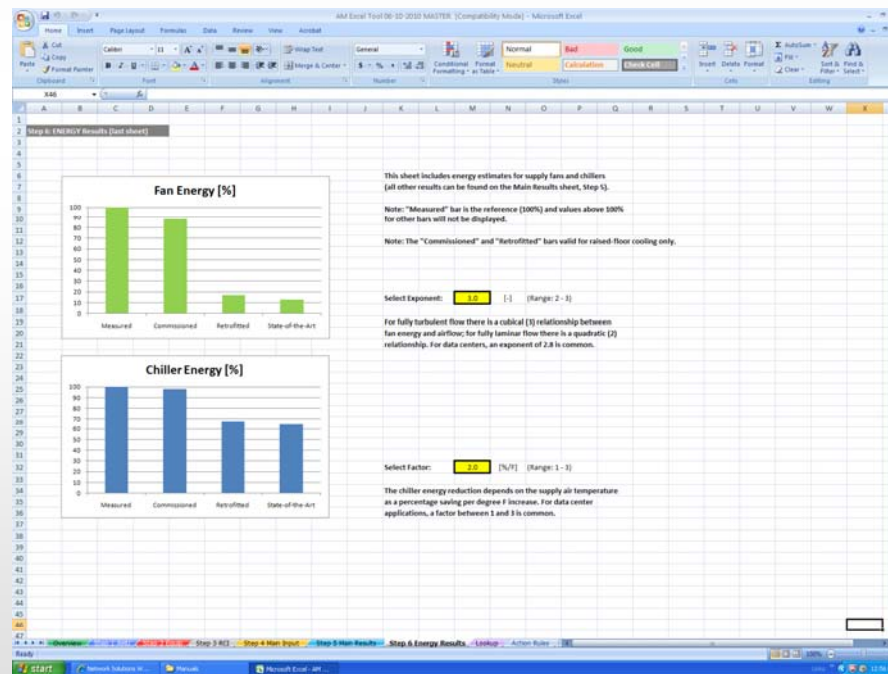 AM Excel Tool 06-10-2010 MASTER [Compatibility Mode] - Microsoft Excel
Home Insert Page Layout Formulas Data Review View Acrobat
Cut
Copy
Format Painter
Paste
Clipboard
Calibri 11
Font
Wrap Text
Merge & Center
Alignment
General
Number
Conditional Formatting
Format as Table
Normal Bad Good
Neutral Calculation Check Cell
Styles
Insert Delete Format
Cells
AutoSum
Fill
Clear
Sort & Filter
Find & Select
Editing
X46
A B C D E F G H I J K L M N O P Q R S T U V W X
Step 6: ENERGY Results (last sheet)
Fan Energy [%]
100
90
80
70
60
50
40
30
20
10
0
Measured Commissioned Retrofitted State-of-the-Art
This sheet includes energy estimates for supply fans and chillers
(all other results can be found on the Main Results sheet, Step 5).
Note: "Measured" bar is the reference (100%) and values above 100%
for other bars will not be displayed.
Note: The "Commissioned" and "Retrofitted" bars valid for raised-floor cooling only.
Select Exponent: 3.0 [-] (Range: 2 - 3)
For fully turbulent flow there is a cubical (3) relationship between
fan energy and airflow; for fully laminar flow there is a quadratic (2)
relationship. For data centers, an exponent of 2.8 is common.
Chiller Energy [%]
100
90
80
70
60
50
40
30
20
10
0
Measured Commissioned Retrofitted State-of-the-Art
Select Factor: 2.0 [%/F] (Range: 1 - 3)
The chiller energy reduction depends on the supply air temperature
as a percentage saving per degree F increase. For data center
applications, a factor between 1 and 3 is common.
Overview Step 3 RCI Step 4 Main Input Step 5 Main Results Step 6 Energy Results Lookup Action Rules
Ready
100%
start
Network Solutions
Manuals
Microsoft Excel - AM ...